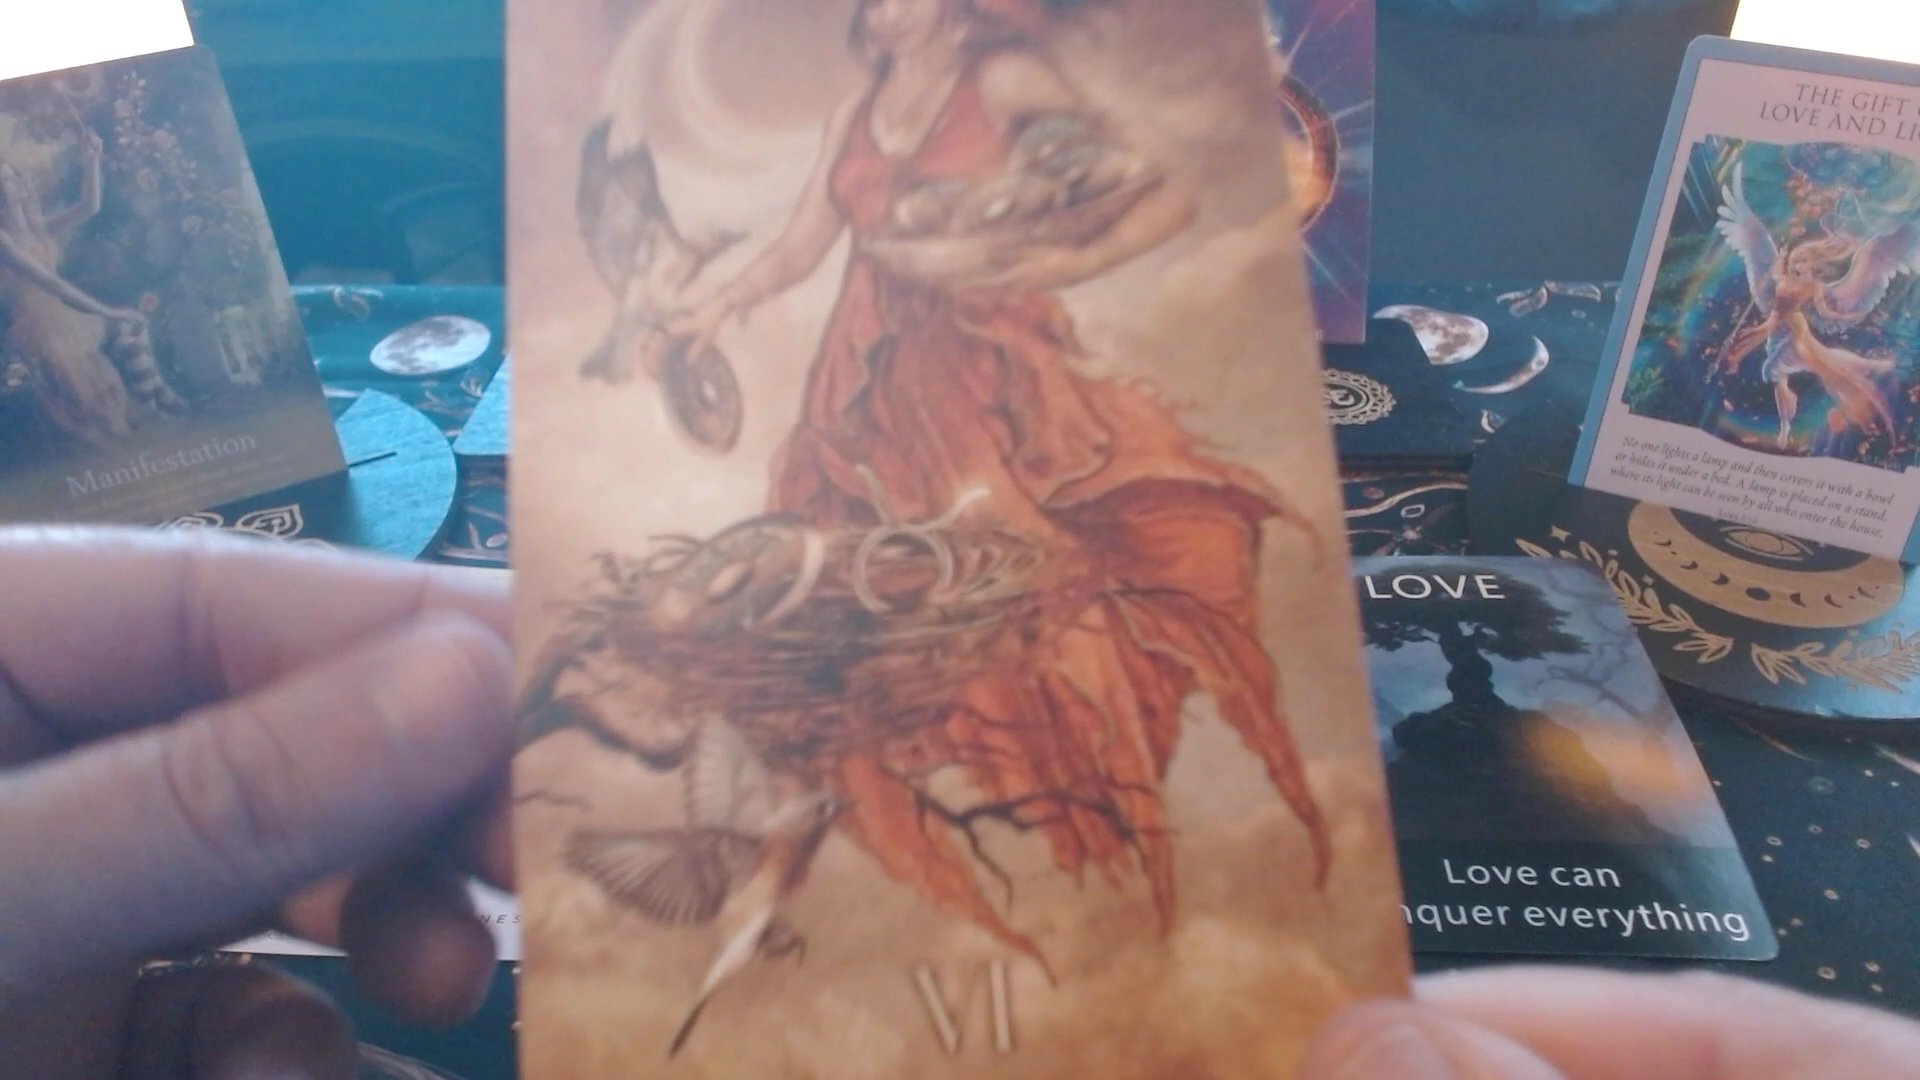 Manifestation
THE GIFT
LOVE AND LI
No one lights a lamp and then covers it with a bowl
or hides it under a bed. A lamp is placed on a stand,
where its light can be seen by all who enter the house.
LOVE
Love can
nquer everything
NES
VI